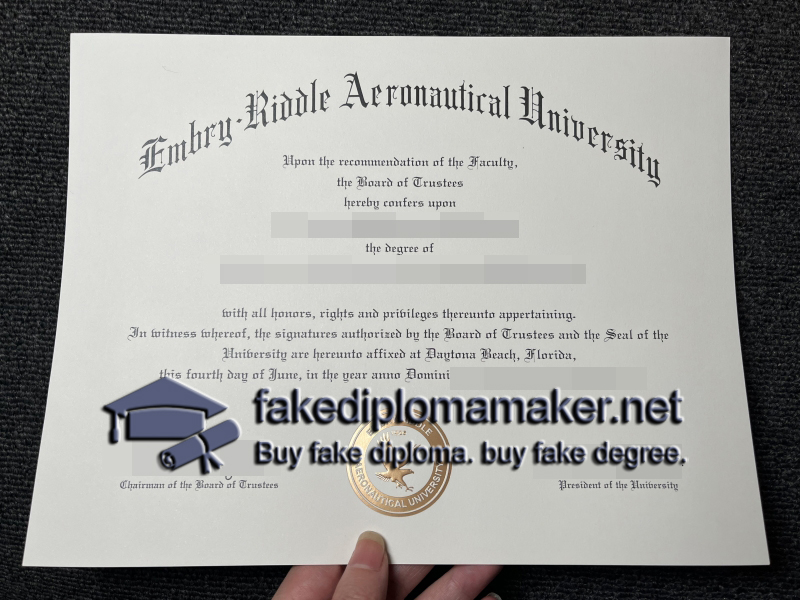 Embry-Riddle Aeronautical University
Upon the recommendation of the Faculty,
the Board of Trustees
hereby confers upon
the degree of
with all honors, rights and privileges thereunto appertaining.
In witness whereof, the signatures authorized by the Board of Trustees and the Seal of the
University are hereunto affixed at Daytona Beach, Florida,
this fourth day of June, in the year anno Domini
fakediplomamaker.net
Buy fake diploma. buy fake degree.
AERONAUTICAL UNIVERSITY
Chairman of the Board of Trustees
President of the University